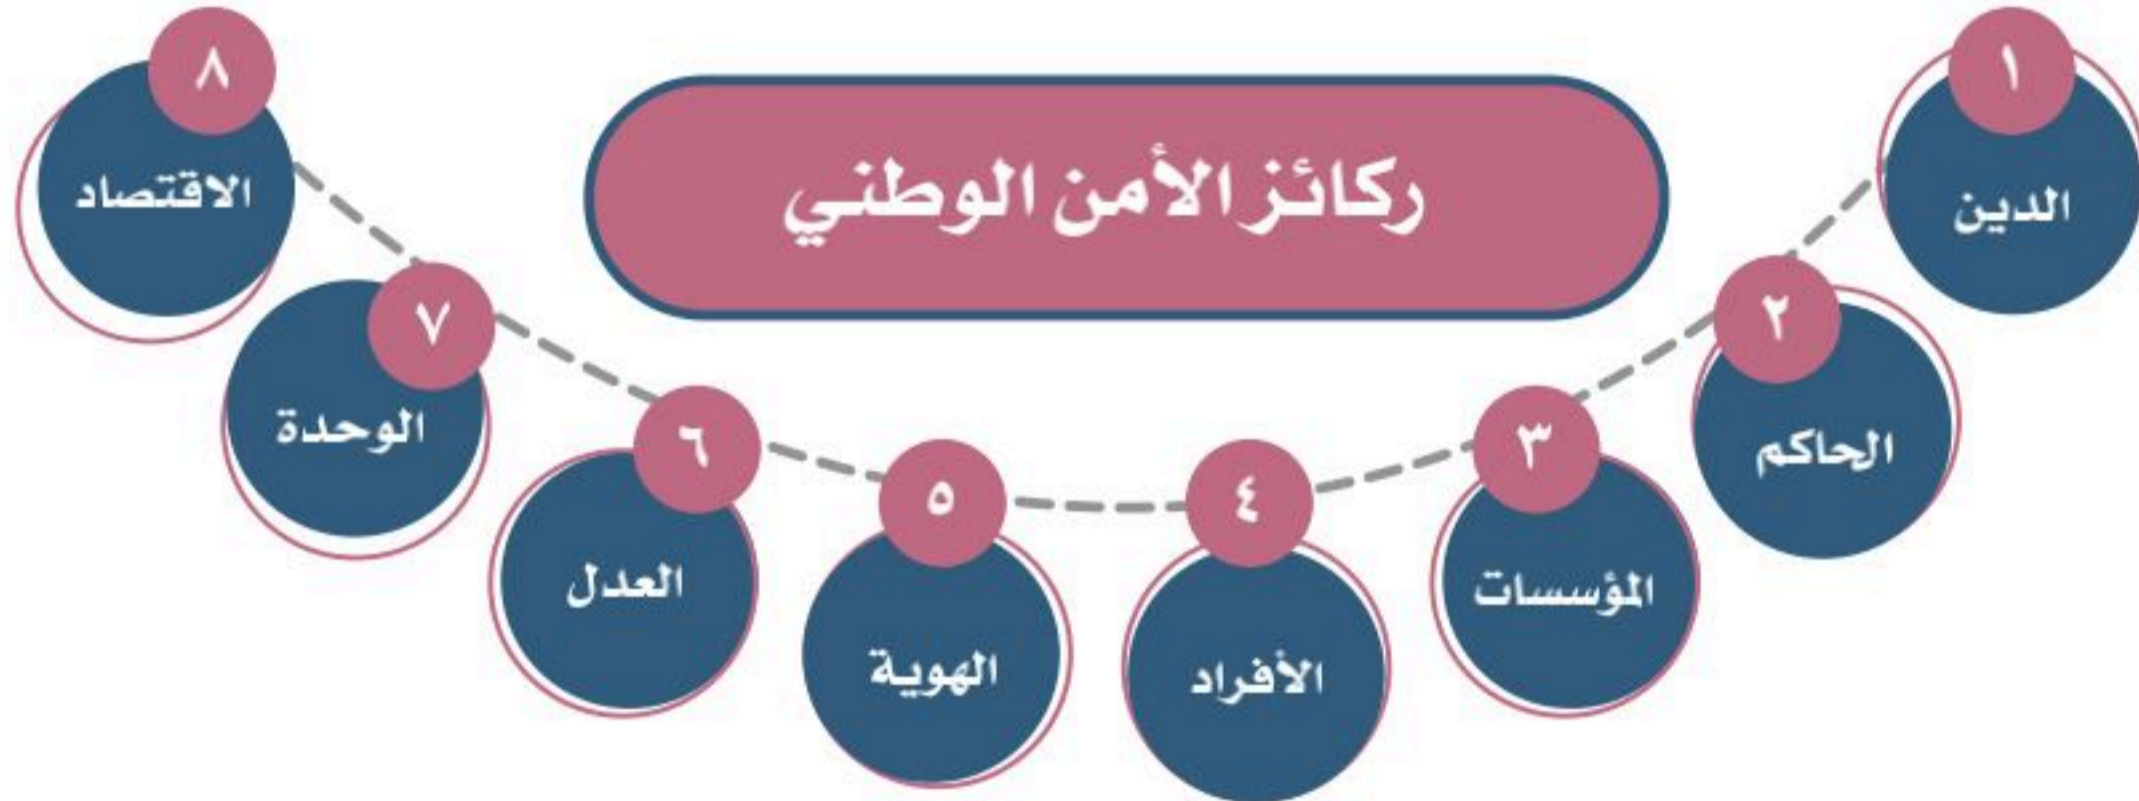 ركائز الأمن الوطني
١
الدين
٢
الحاكم
٣
المؤسسات
٤
الأفراد
٥
الهوية
٦
العدل
٧
الوحدة
٨
الاقتصاد